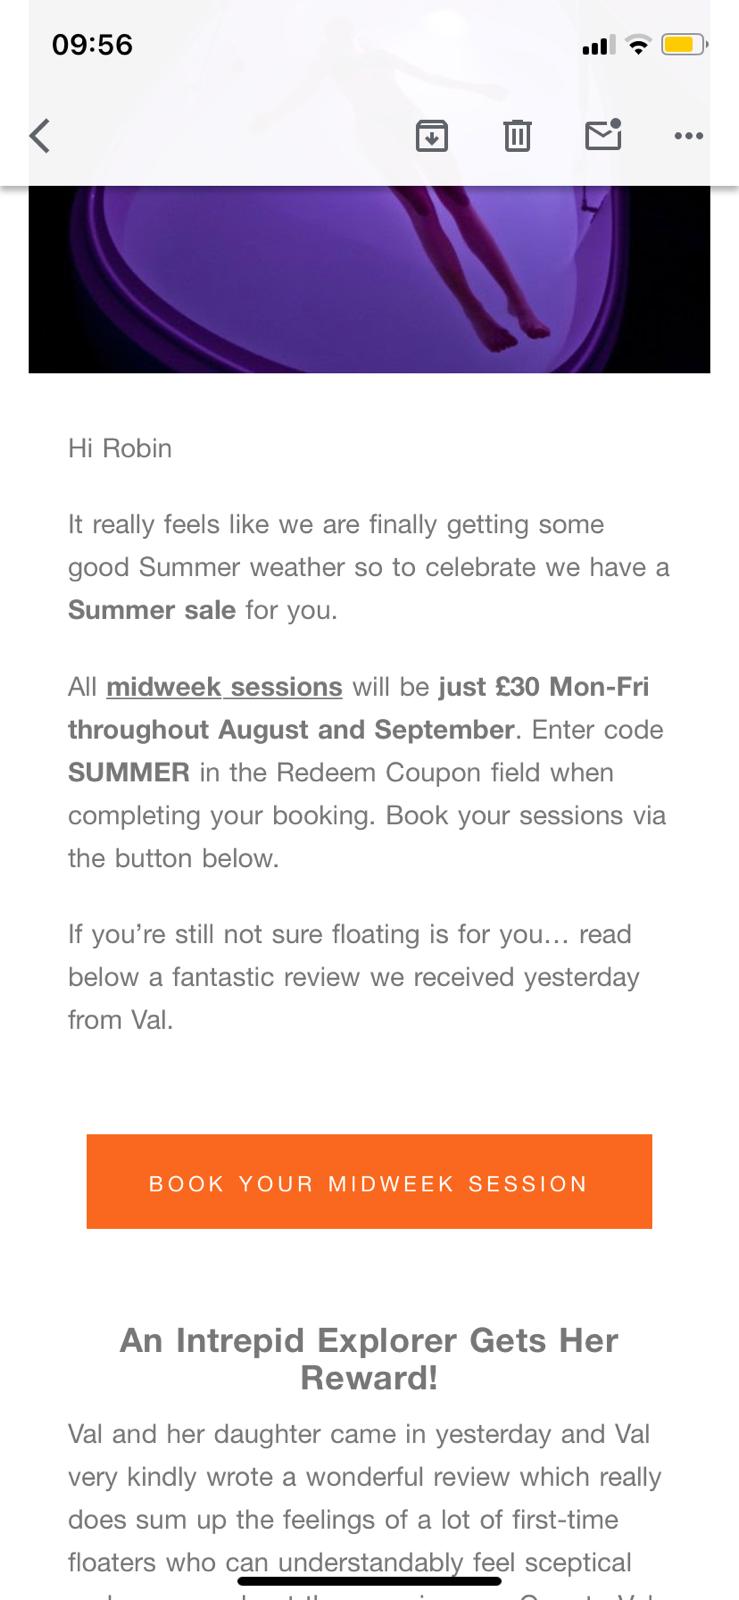 09:56
Hi Robin
It really feels like we are finally getting some
good Summer weather so to celebrate we have a
Summer sale for you.
All midweek sessions will be just £30 Mon-Fri
throughout August and September. Enter code
SUMMER in the Redeem Coupon field when
completing your booking. Book your sessions via
the button below.
If you’re still not sure floating is for you… read
below a fantastic review we received yesterday
from Val.
BOOK YOUR MIDWEEK SESSION
An Intrepid Explorer Gets Her
Reward!
Val and her daughter came in yesterday and Val
very kindly wrote a wonderful review which really
does sum up the feelings of a lot of first-time
floaters who can understandably feel sceptical